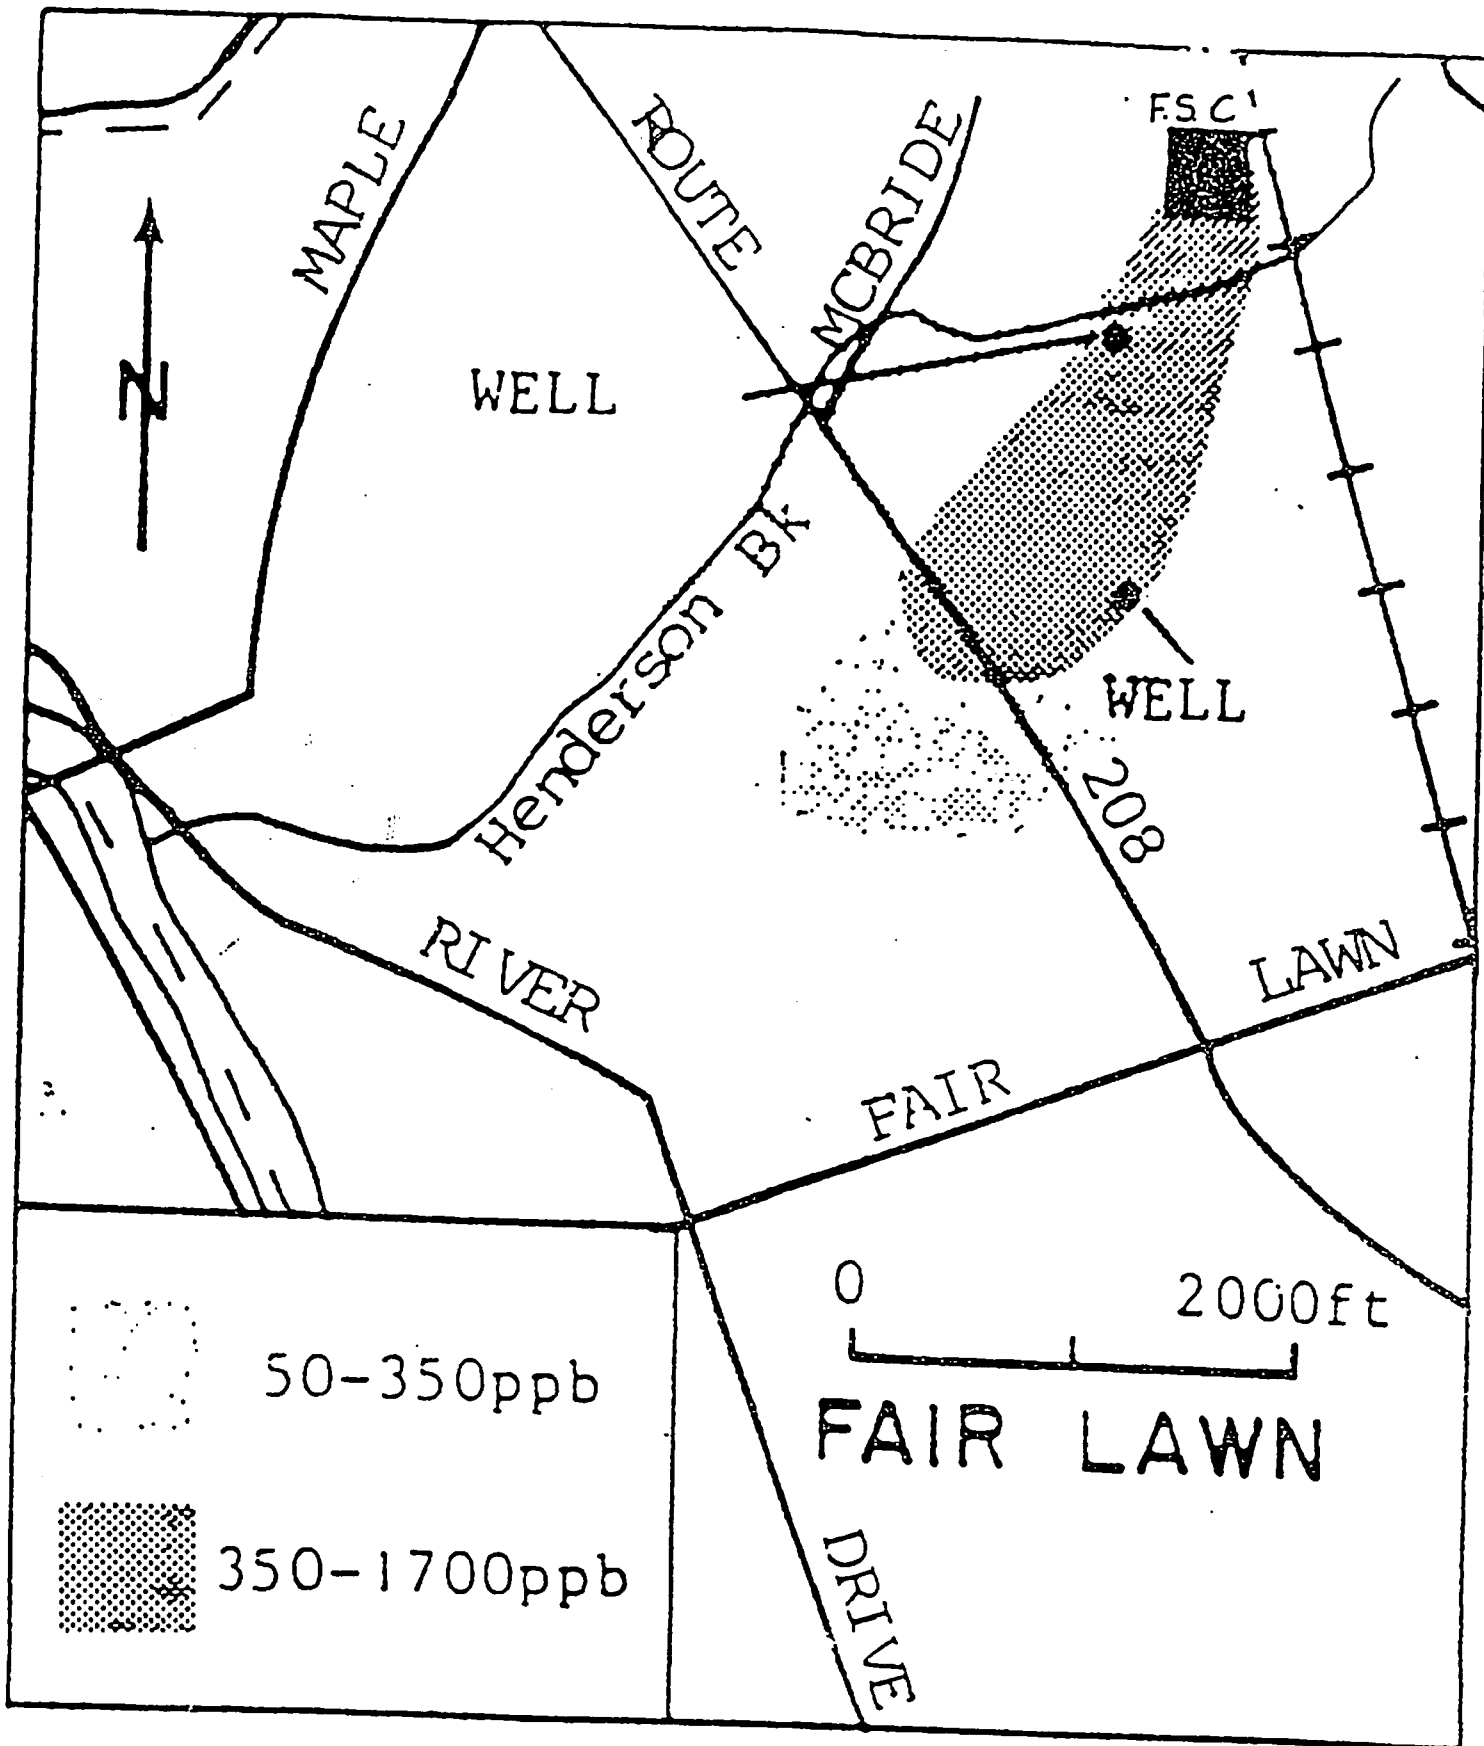 F.S.C
MAPLE
ROUTE
MCBRIDE
N
WELL
Henderson Bk
WELL
208
RIVER
LAWN
FAIR
0 2000ft
50-350ppb
FAIR LAWN
350-1700ppb
DRIVE